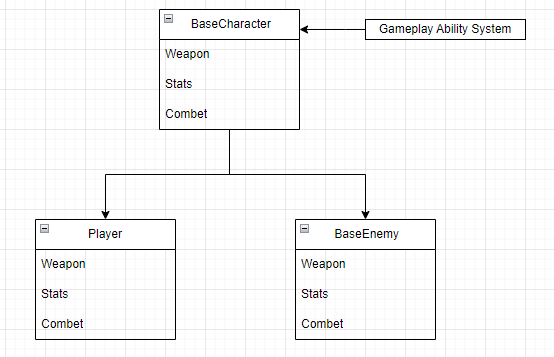 BaseCharacter
Gameplay Ability System
Weapon
Stats
Combet
Player
Weapon
Stats
Combet
BaseEnemy
Weapon
Stats
Combet